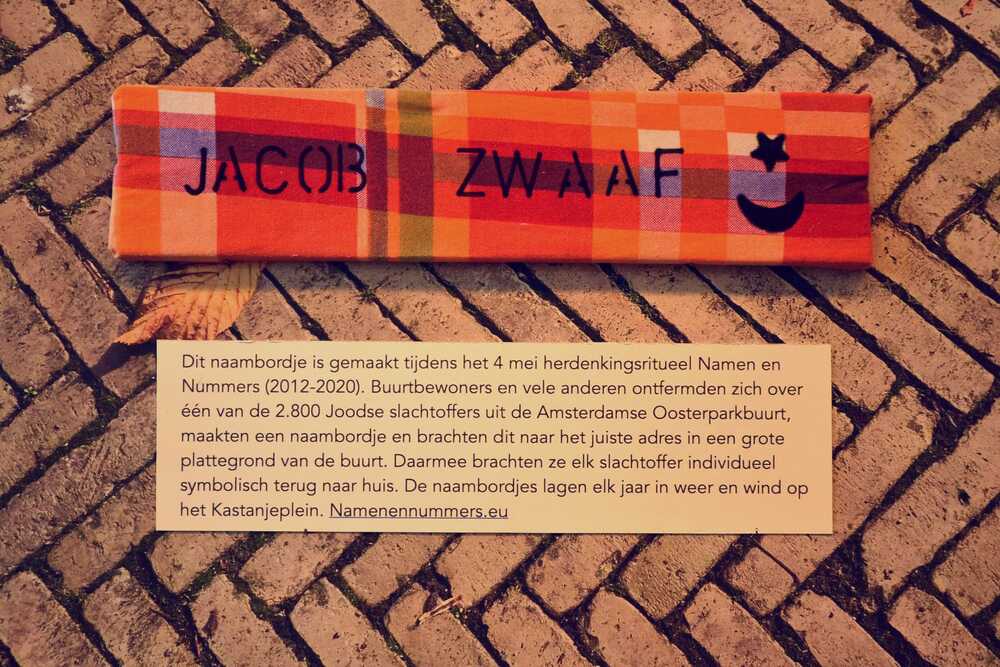 JACOB ZWAAF
Dit naambordje is gemaakt tijdens het 4 mei herdenkingsritueel Namen en
Nummers (2012-2020). Buurtbewoners en vele anderen ontfermden zich over
één van de 2.800 Joodse slachtoffers uit de Amsterdamse Oosterparkbuurt,
maakten een naambordje en brachten dit naar het juiste adres in een grote
plattegrond van de buurt. Daarmee brachten ze elk slachtoffer individueel
symbolisch terug naar huis. De naambordjes lagen elk jaar in weer en wind op
het Kastanjeplein. Namenennummers.eu